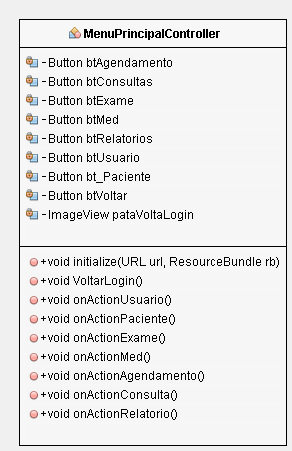 MenuPrincipalController
-Button btAgendamento
-Button btConsultas
-Button btExame
-Button btMed
-Button btRelatorios
-Button btUsuario
-Button bt_Paciente
-Button btVoltar
-ImageView pataVoltaLogin
+void initialize(URL url, ResourceBundle rb)
+void VoltarLogin()
+void onActionUsuario()
+void onActionPaciente()
+void onActionExame()
+void onActionMed()
+void onActionAgendamento()
+void onActionConsulta()
+void onActionRelatorio()